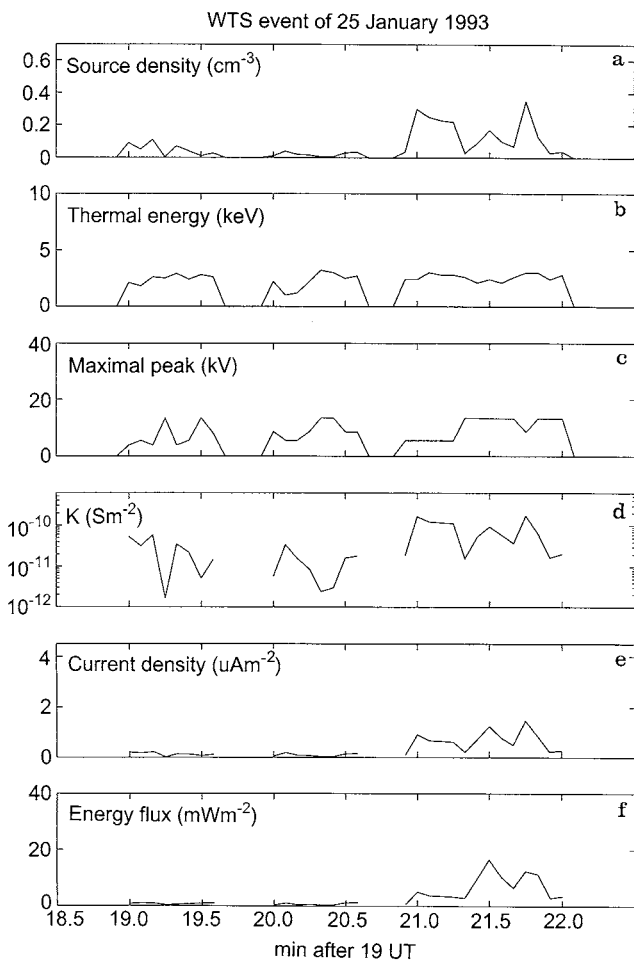 WTS event of 25 January 1993
Source density (cm⁻³)
a
0.6
0.4
0.2
0
Thermal energy (keV)
b
10
5
0
Maximal peak (kV)
c
40
20
0
K (Sm⁻²)
d
10⁻¹⁰
10⁻¹¹
10⁻¹²
Current density (uAm⁻²)
e
4
2
0
Energy flux (mWm⁻²)
f
40
20
0
18.5 19.0 19.5 20.0 20.5 21.0 21.5 22.0
min after 19 UT